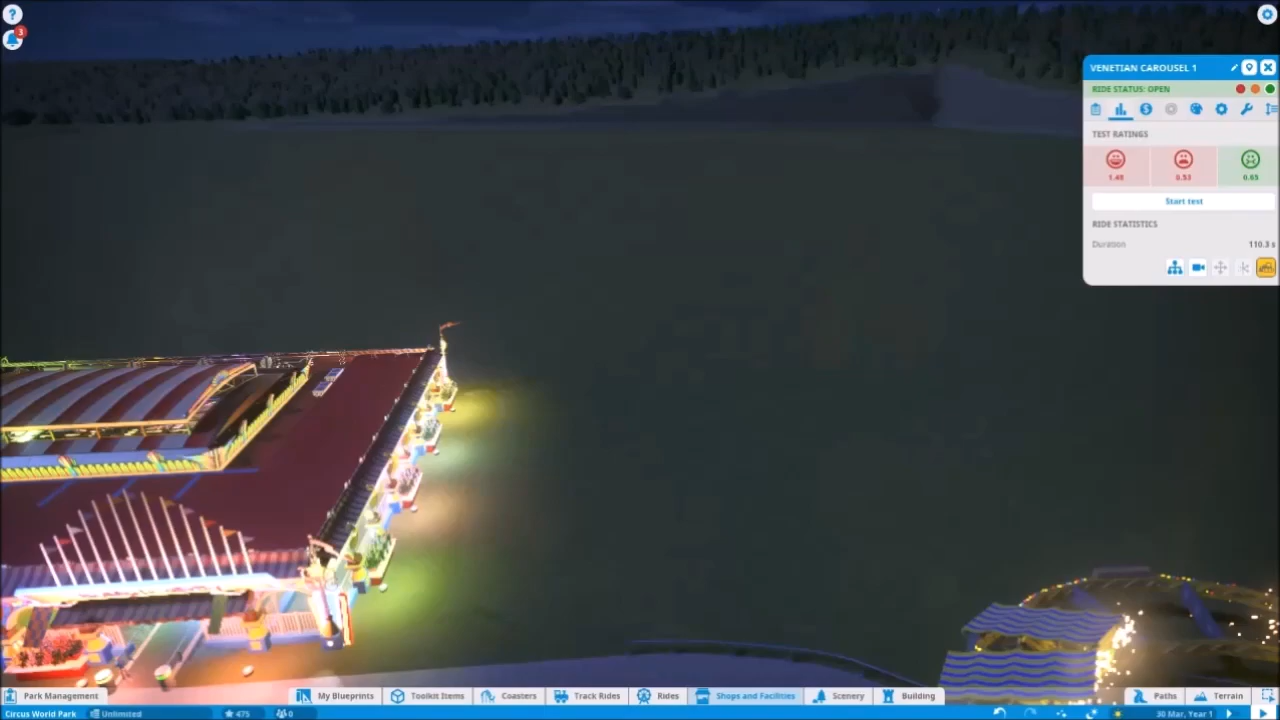 ?
3
VENETIAN CAROUSEL 1
RIDE STATUS: OPEN
TEST RATINGS
1.48 0.53 0.65
Start test
RIDE STATISTICS
Duration 110.3 s
Park Management My Blueprints Toolkit Items Coasters Track Rides Rides Shops and Facilities Scenery Building Paths Terrain
Circus World Park Unlimited 475 0 30 Mar, Year 1